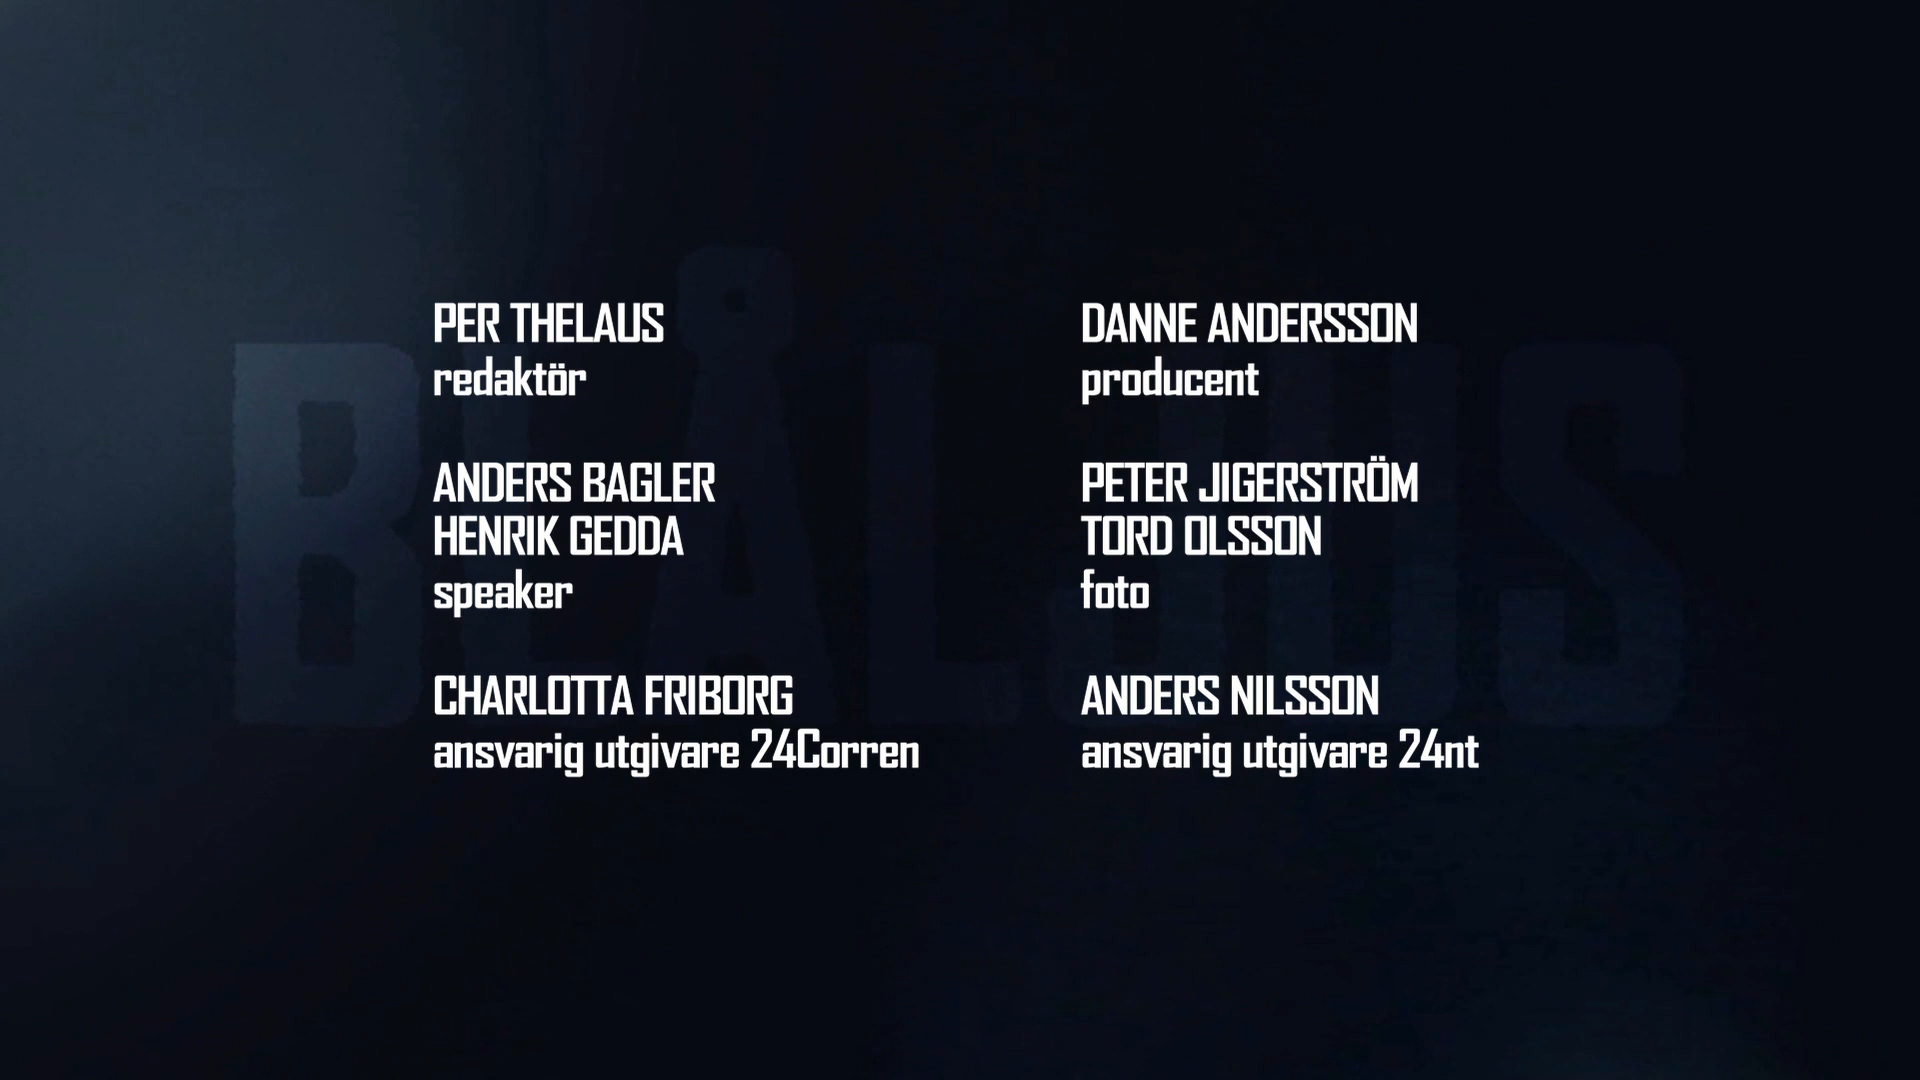 BLÅLJUS
PER THELAUS
redaktör
ANDERS BAGLER
HENRIK GEDDA
speaker
CHARLOTTA FRIBORG
ansvarig utgivare 24Corren
DANNE ANDERSSON
producent
PETER JIGERSTRÖM
TORD OLSSON
foto
ANDERS NILSSON
ansvarig utgivare 24nt